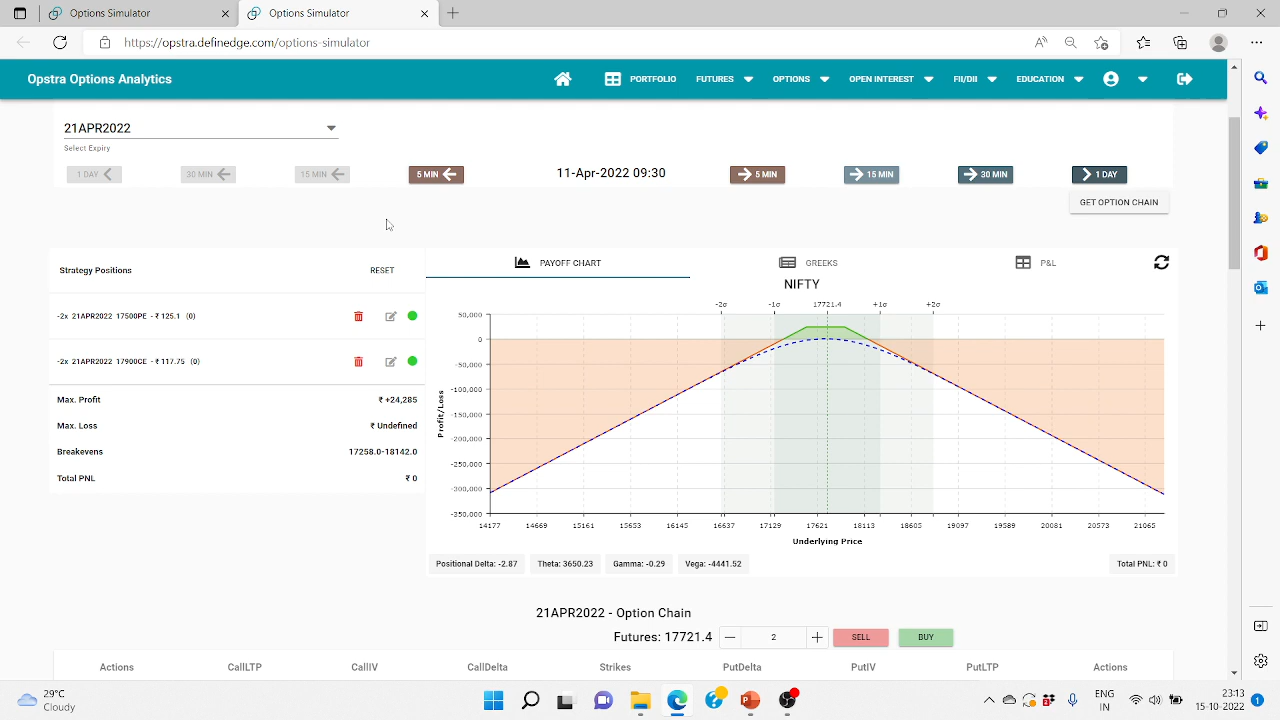 Options Simulator
Options Simulator
https://opstra.definedge.com/options-simulator
Opstra Options Analytics
PORTFOLIO FUTURES OPTIONS OPEN INTEREST FII/DII EDUCATION
21APR2022
Select Expiry
1 DAY 30 MIN 15 MIN 5 MIN 11-Apr-2022 09:30 5 MIN 15 MIN 30 MIN 1 DAY
GET OPTION CHAIN
Strategy Positions RESET
-2x 21APR2022 17500PE - ₹ 125.1 (0)
-2x 21APR2022 17900CE - ₹ 117.75 (0)
Max. Profit ₹ +24,285
Max. Loss ₹ Undefined
Breakevens 17258.0-18142.0
Total PNL ₹ 0
PAYOFF CHART GREEKS P&L
NIFTY
-2σ -1σ 17721.4 +1σ +2σ
50,000
0
-50,000
-100,000
-150,000
-200,000
-250,000
-300,000
-350,000
Profit/Loss
14177 14669 15161 15653 16145 16637 17129 17621 18113 18605 19097 19589 20081 20573 21065
Underlying Price
Positional Delta: -2.87 Theta: 3650.23 Gamma: -0.29 Vega: -4441.52 Total PNL: ₹ 0
21APR2022 - Option Chain
Futures: 17721.4 2 SELL BUY
Actions CallLTP CallIV CallDelta Strikes PutDelta PutIV PutLTP Actions
29°C
Cloudy
ENG
IN
23:13
15-10-2022
1